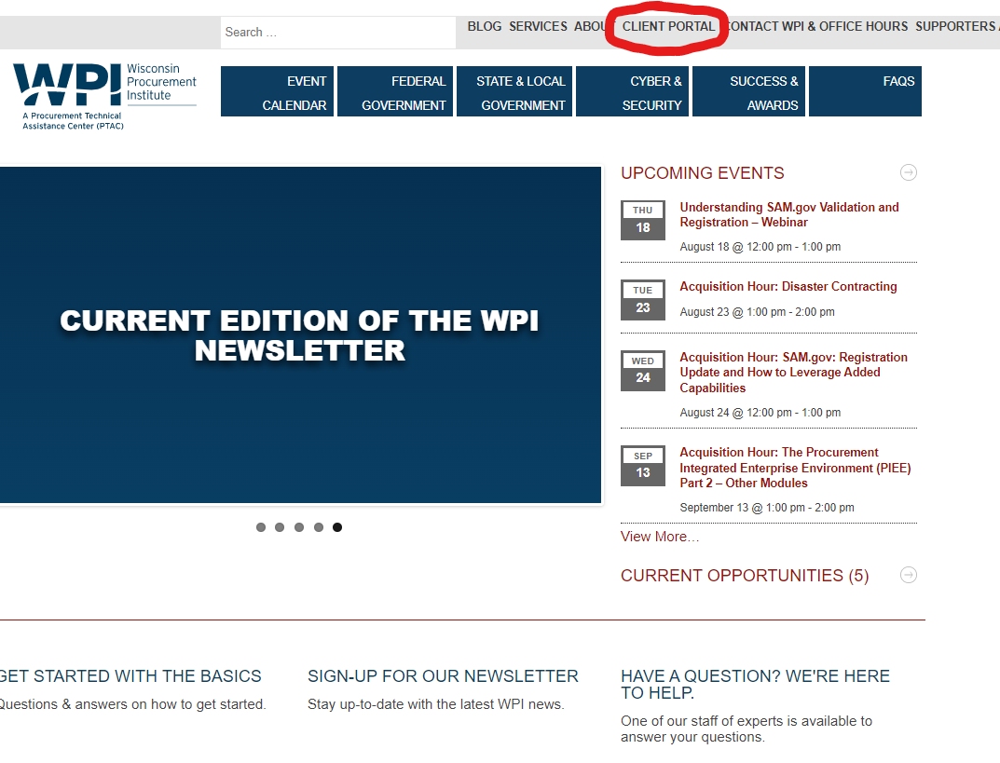 Search …
BLOG SERVICES ABOU CLIENT PORTAL ONTACT WPI & OFFICE HOURS SUPPORTERS
WPI
Wisconsin
Procurement
Institute
A Procurement Technical
Assistance Center (PTAC)
EVENT
CALENDAR
FEDERAL
GOVERNMENT
STATE & LOCAL
GOVERNMENT
CYBER &
SECURITY
SUCCESS &
AWARDS
FAQS
CURRENT EDITION OF THE WPI
NEWSLETTER
UPCOMING EVENTS
THU
18
Understanding SAM.gov Validation and
Registration – Webinar
August 18 @ 12:00 pm - 1:00 pm
TUE
23
Acquisition Hour: Disaster Contracting
August 23 @ 1:00 pm - 2:00 pm
WED
24
Acquisition Hour: SAM.gov: Registration
Update and How to Leverage Added
Capabilities
August 24 @ 12:00 pm - 1:00 pm
SEP
13
Acquisition Hour: The Procurement
Integrated Enterprise Environment (PIEE)
Part 2 – Other Modules
September 13 @ 1:00 pm - 2:00 pm
View More…
CURRENT OPPORTUNITIES (5)
GET STARTED WITH THE BASICS
Questions & answers on how to get started.
SIGN-UP FOR OUR NEWSLETTER
Stay up-to-date with the latest WPI news.
HAVE A QUESTION? WE'RE HERE
TO HELP.
One of our staff of experts is available to
answer your questions.